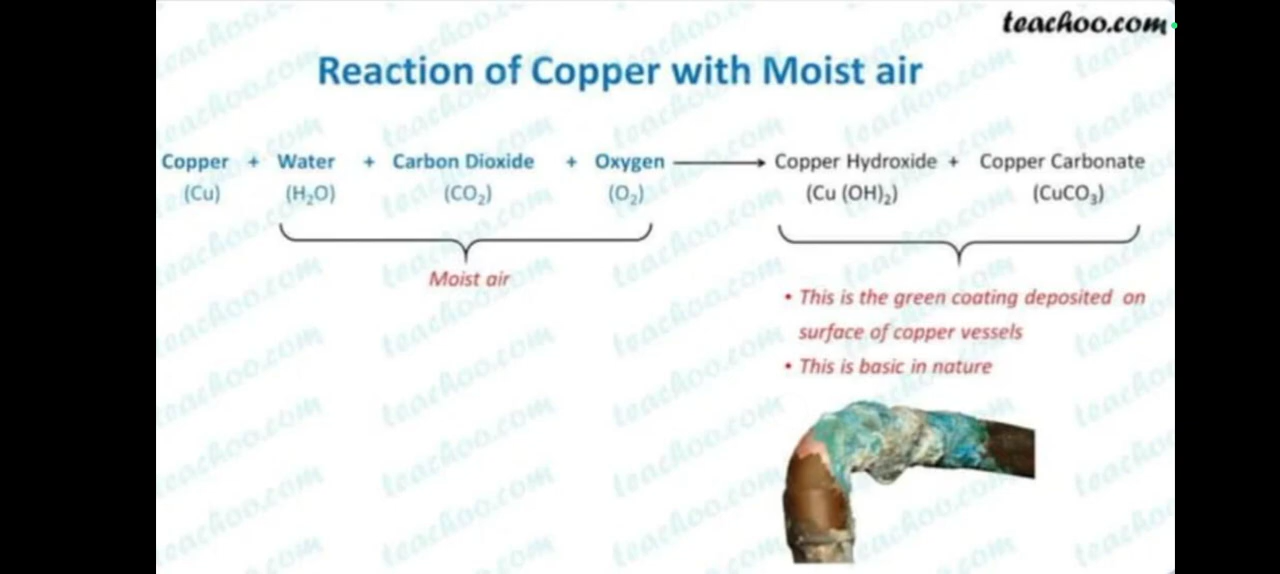 teachoo.com
Reaction of Copper with Moist air
Copper + Water + Carbon Dioxide + Oxygen ⟶ Copper Hydroxide + Copper Carbonate
(Cu) (H₂O) (CO₂) (O₂) (Cu (OH)₂) (CuCO₃)
Moist air
• This is the green coating deposited on
surface of copper vessels
• This is basic in nature